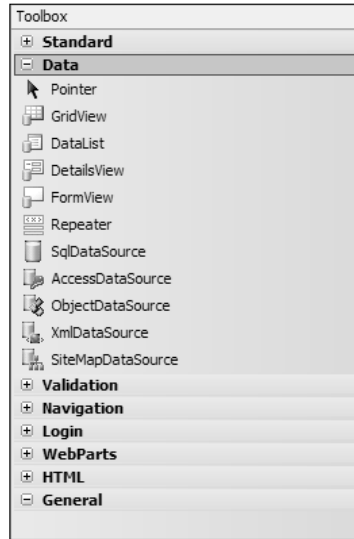 Toolbox
Standard
Data
Pointer
GridView
DataList
DetailsView
FormView
Repeater
SqlDataSource
AccessDataSource
ObjectDataSource
XmlDataSource
SiteMapDataSource
Validation
Navigation
Login
WebParts
HTML
General